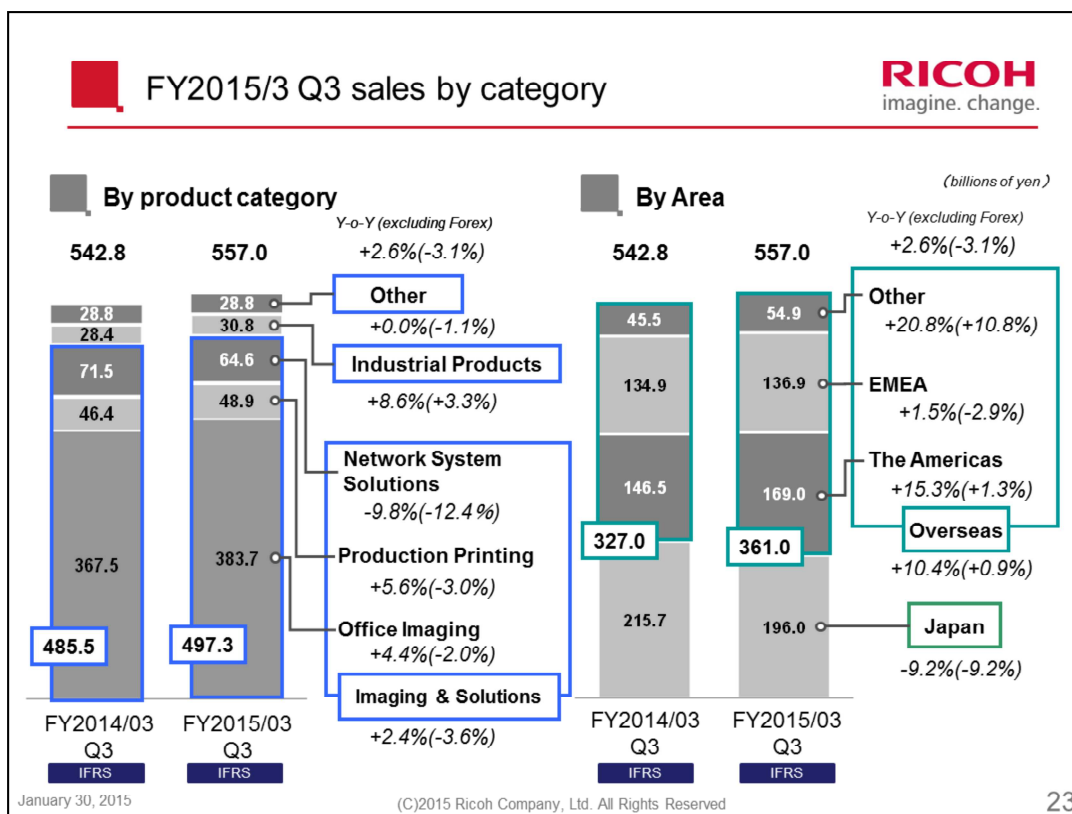 FY2015/3 Q3 sales by category
RICOH
imagine. change.
By product category
Y-o-Y (excluding Forex)
542.8
557.0
+2.6%(-3.1%)
28.8
28.4
71.5
46.4
367.5
485.5
28.8
30.8
64.6
48.9
383.7
497.3
Other
+0.0%(-1.1%)
Industrial Products
+8.6%(+3.3%)
Network System
Solutions
-9.8%(-12.4%)
Production Printing
+5.6%(-3.0%)
Office Imaging
+4.4%(-2.0%)
Imaging & Solutions
+2.4%(-3.6%)
FY2014/03
Q3
IFRS
FY2015/03
Q3
IFRS
By Area
(billions of yen)
Y-o-Y (excluding Forex)
542.8
557.0
+2.6%(-3.1%)
45.5
134.9
146.5
327.0
215.7
54.9
136.9
169.0
361.0
196.0
Other
+20.8%(+10.8%)
EMEA
+1.5%(-2.9%)
The Americas
+15.3%(+1.3%)
Overseas
+10.4%(+0.9%)
Japan
-9.2%(-9.2%)
FY2014/03
Q3
IFRS
FY2015/03
Q3
IFRS
January 30, 2015
(C)2015 Ricoh Company, Ltd. All Rights Reserved
23